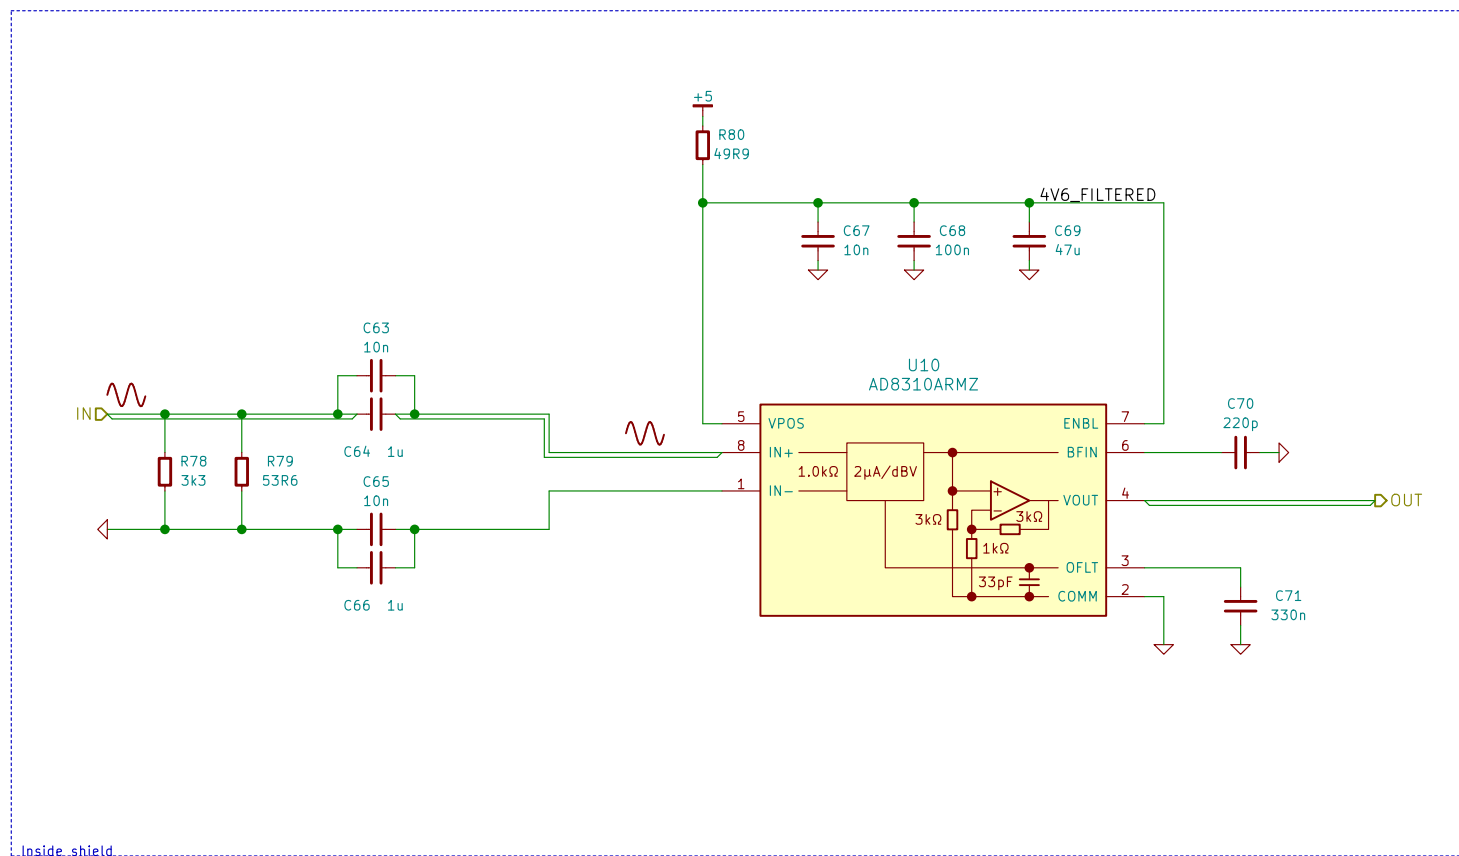 +5
R80
49R9
4V6_FILTERED
C67
10n
C68
100n
C69
47u
C63
10n
IN
C64 1u
R78
3k3
R79
53R6
C65
10n
C66 1u
U10
AD8310ARMZ
5
VPOS
ENBL
7
8
IN+
BFIN
6
1.0kΩ
2µA/dBV
1
IN-
VOUT
4
+
-
3kΩ
3kΩ
1kΩ
33pF
OFLT
3
COMM
2
C70
220p
OUT
C71
330n
Inside shield